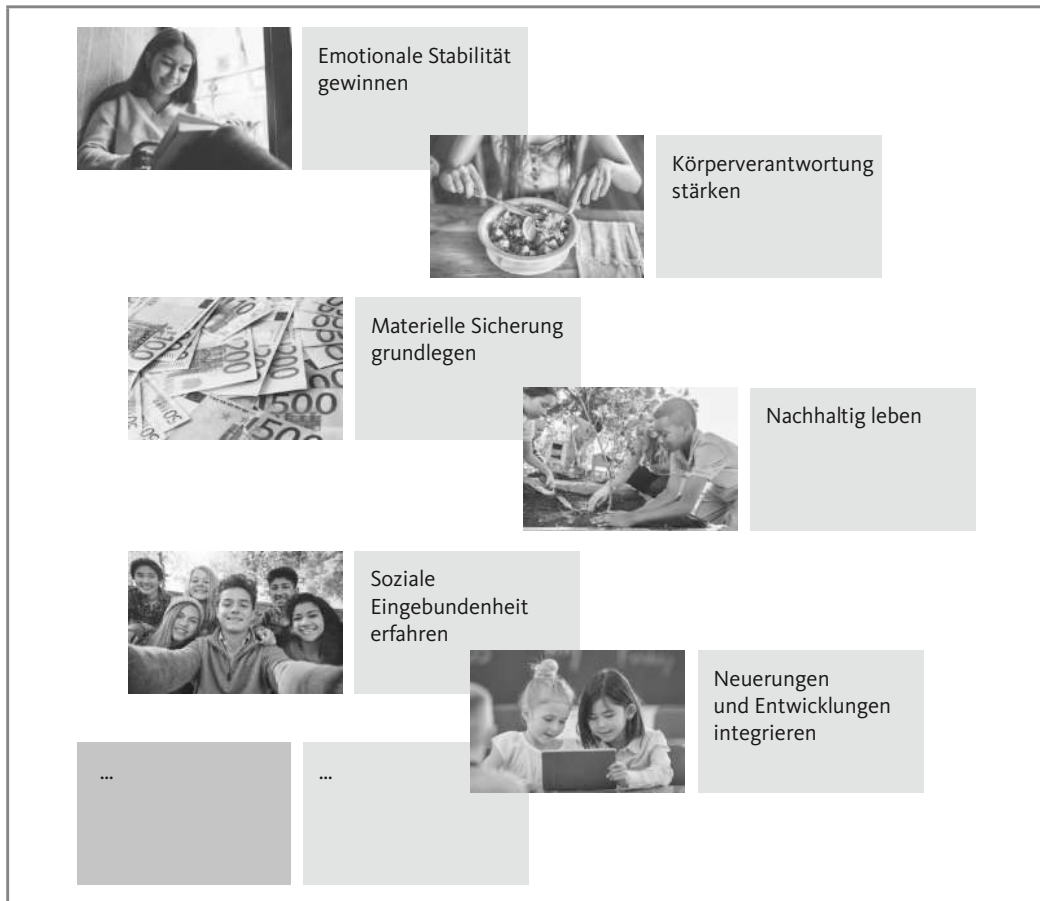 Emotionale Stabilität
gewinnen
Körperverantwortung
stärken
Materielle Sicherung
grundlegen
Nachhaltig leben
Soziale
Eingebundenheit
erfahren
Neuerungen
und Entwicklungen
integrieren
...
...